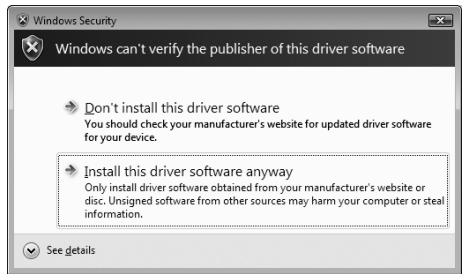 Windows Security
Windows can't verify the publisher of this driver software
Don't install this driver software
You should check your manufacturer's website for updated driver software
for your device.
Install this driver software anyway
Only install driver software obtained from your manufacturer's website or
disc. Unsigned software from other sources may harm your computer or steal
information.
See details